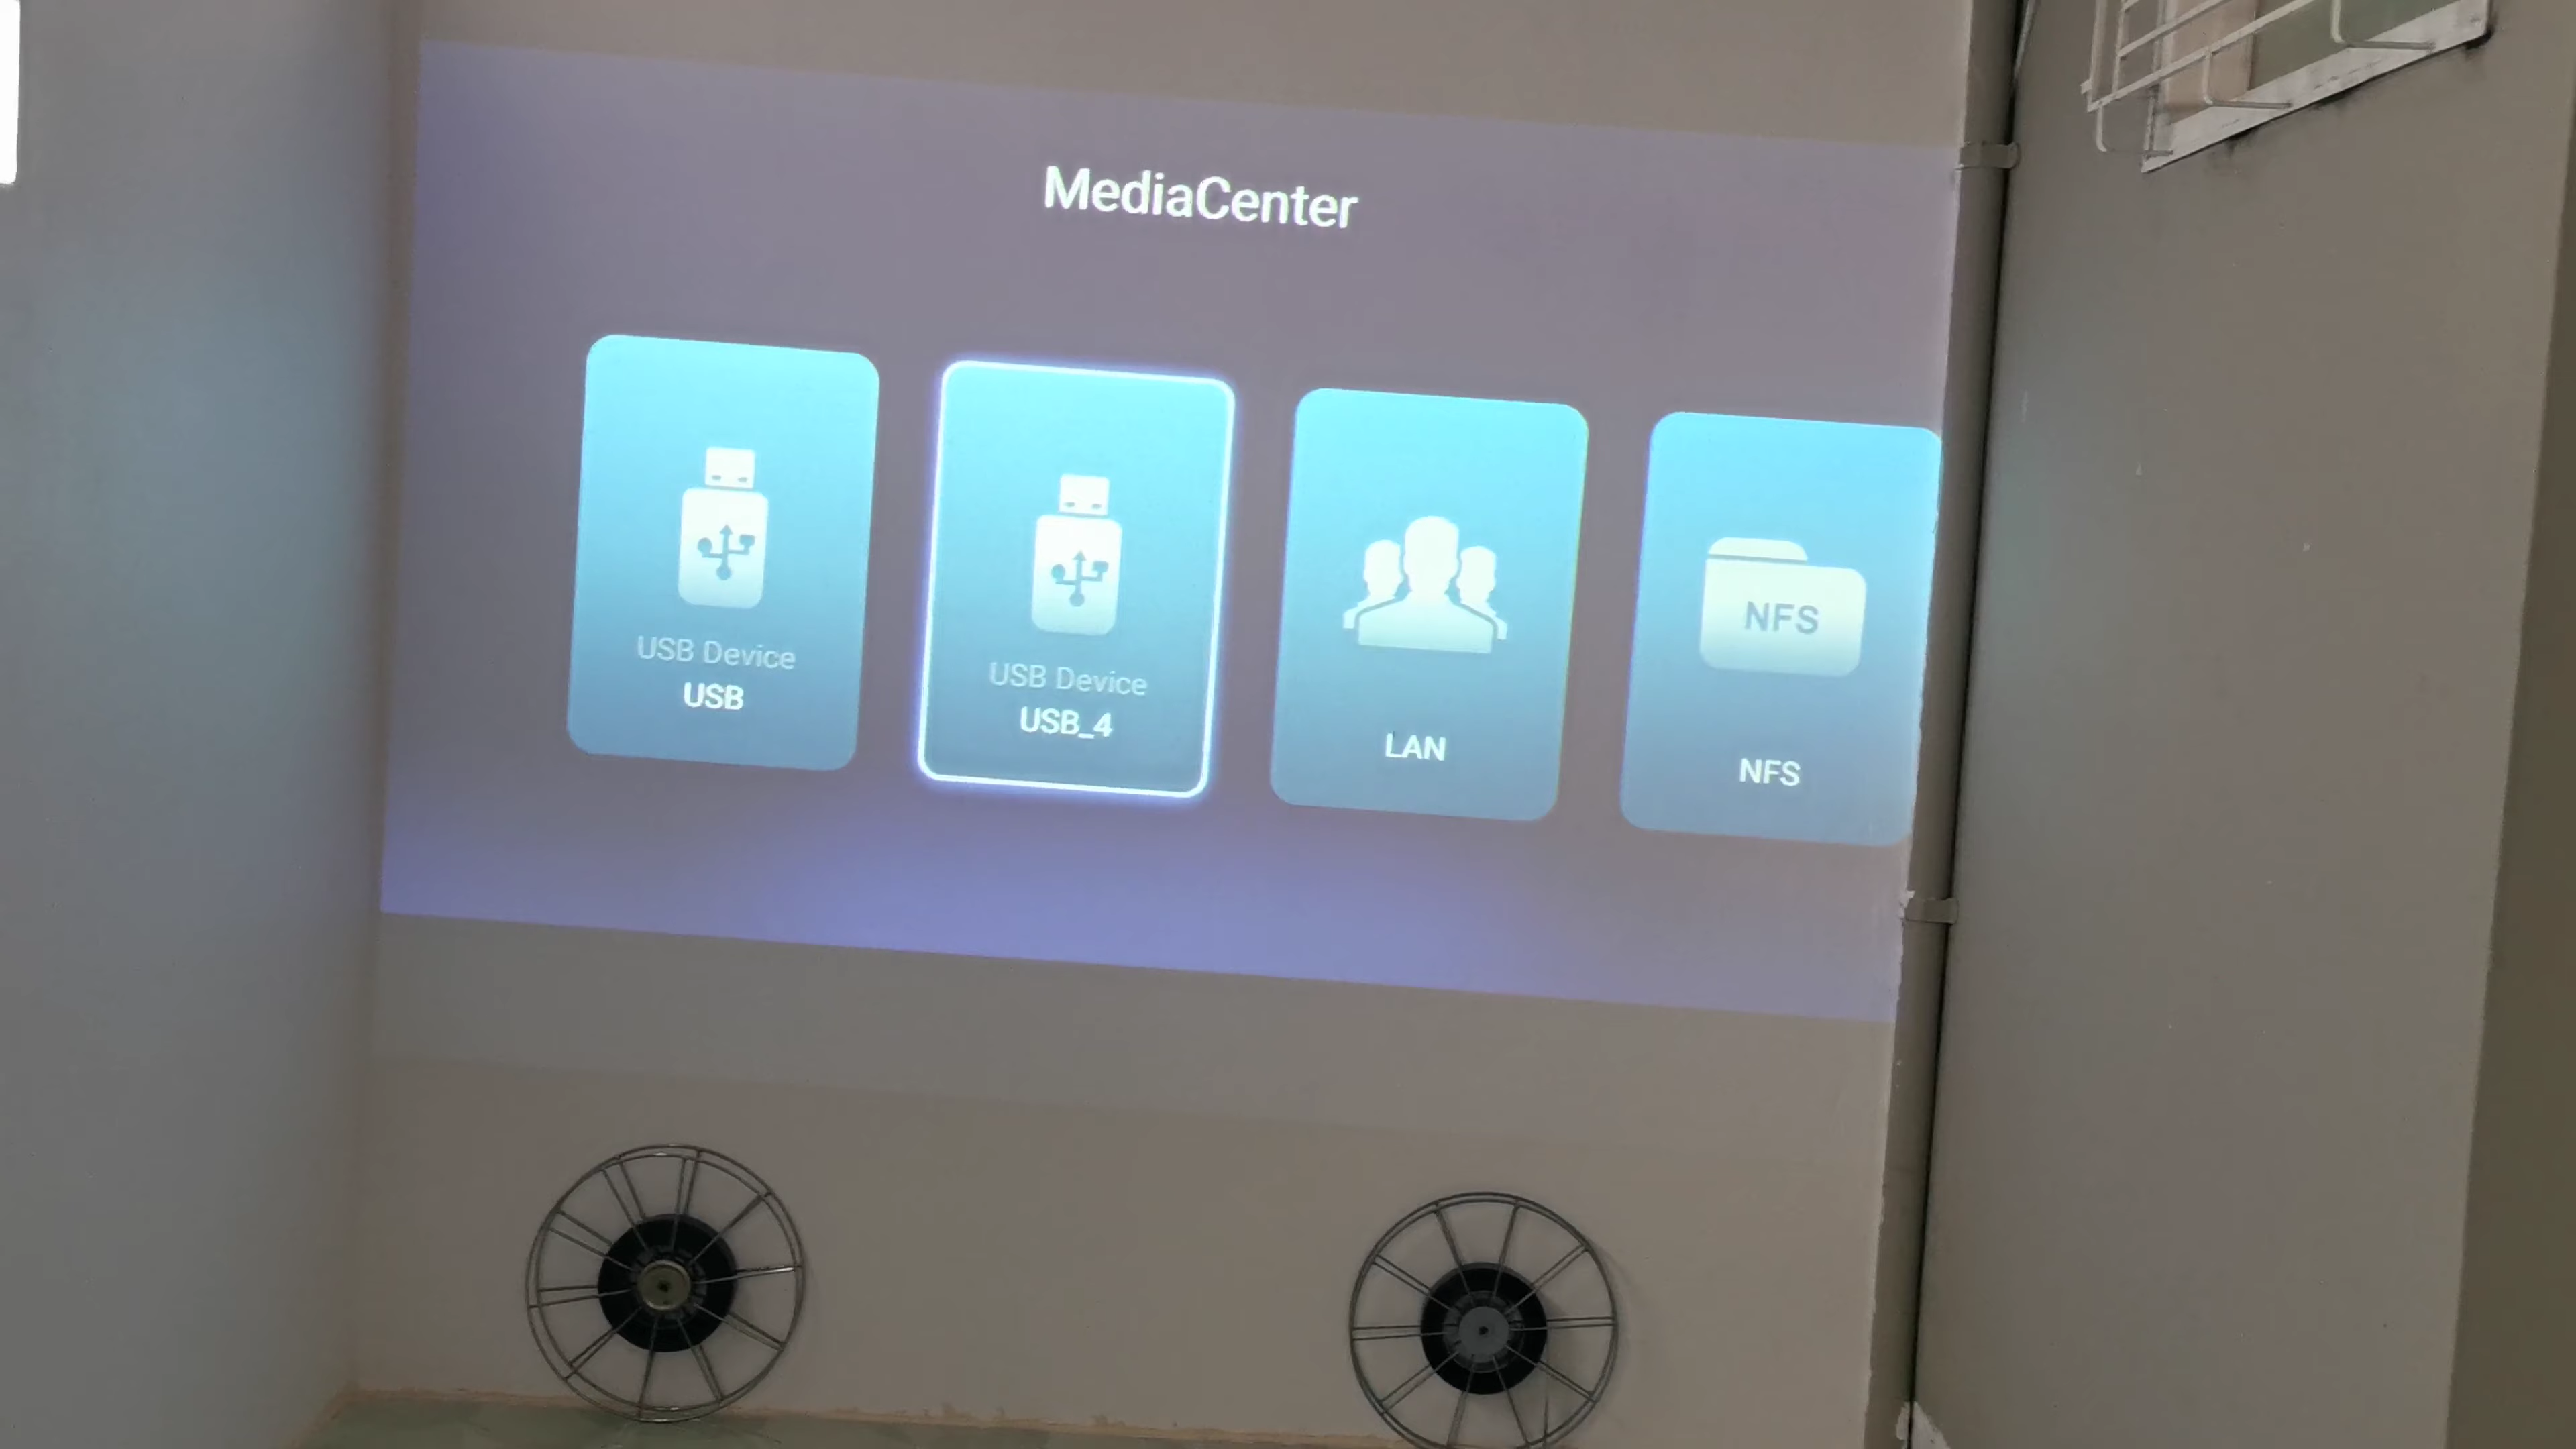 MediaCenter
USB Device
USB
USB Device
USB_4
LAN
NFS
NFS